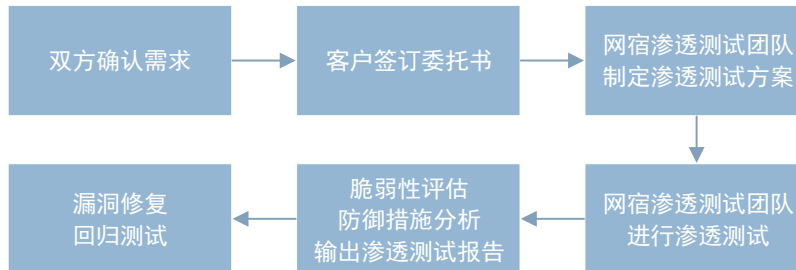 双方确认需求
客户签订委托书
网宿渗透测试团队
制定渗透测试方案
网宿渗透测试团队
进行渗透测试
脆弱性评估
防御措施分析
输出渗透测试报告
漏洞修复
回归测试